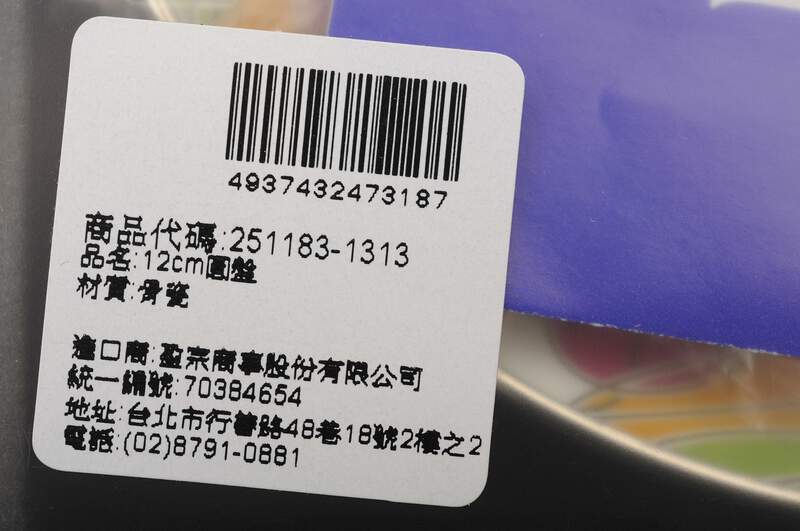 4937432473187
商品代碼:251183-1313
品名:12cm圓盤
材質:骨瓷
進口商:盈宗商事股份有限公司
統一編號:70384654
地址:台北市行善路48巷18號2樓之2
電話:(02)8791-0881